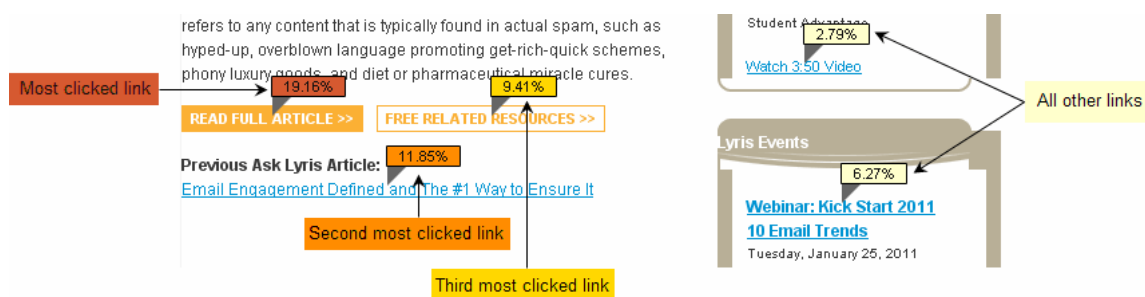 refers to any content that is typically found in actual spam, such as
hyped-up, overblown language promoting get-rich-quick schemes,
phony luxury goods, and diet or pharmaceutical miracle cures.
Most clicked link
19.16%
9.41%
READ FULL ARTICLE >>
FREE RELATED RESOURCES >>
Previous Ask Lyris Article:
11.85%
Email Engagement Defined and The #1 Way to Ensure It
Second most clicked link
Third most clicked link
Student Advantage
2.79%
Watch 3:50 Video
All other links
Lyris Events
6.27%
Webinar: Kick Start 2011
10 Email Trends
Tuesday, January 25, 2011